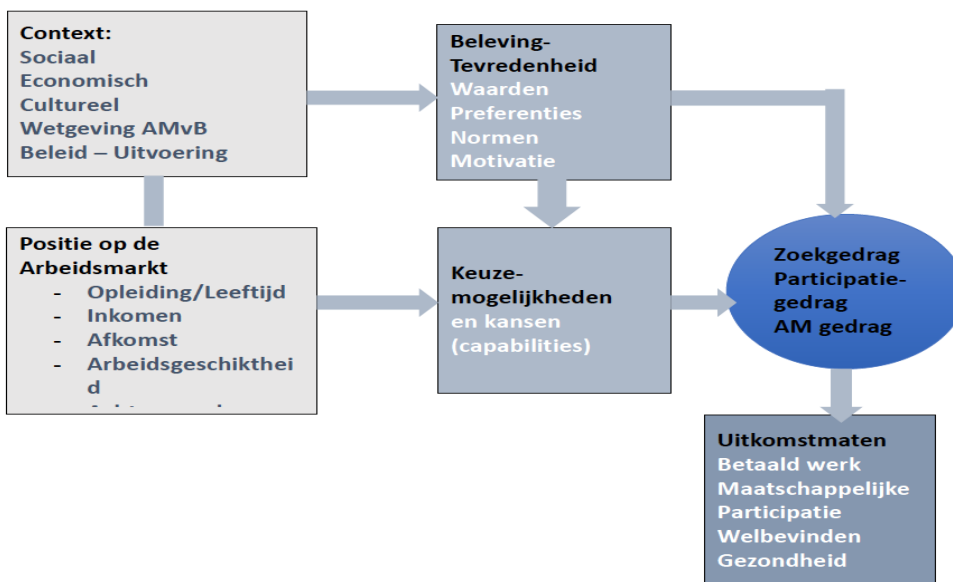 Context:
Sociaal
Economisch
Cultureel
Wetgeving AMvB
Beleid – Uitvoering
Beleving-
Tevredenheid
Waarden
Preferenties
Normen
Motivatie
Positie op de
Arbeidsmarkt
- Opleiding/Leeftijd
- Inkomen
- Afkomst
- Arbeidsgeschikthei
d
Keuze-
mogelijkheden
en kansen
(capabilities)
Zoekgedrag
Participatie-
gedrag
AM gedrag
Uitkomstmaten
Betaald werk
Maatschappelijke
Participatie
Welbevinden
Gezondheid